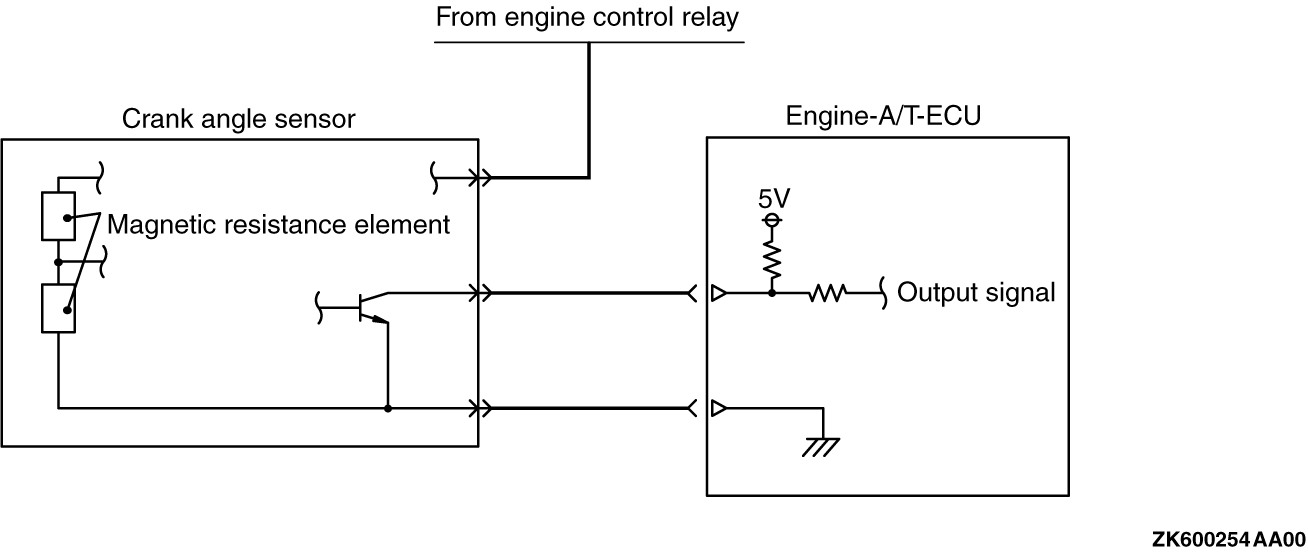 From engine control relay
Crank angle sensor
Engine-A/T-ECU
5V
Magnetic resistance element
Output signal
ZK600254AA00